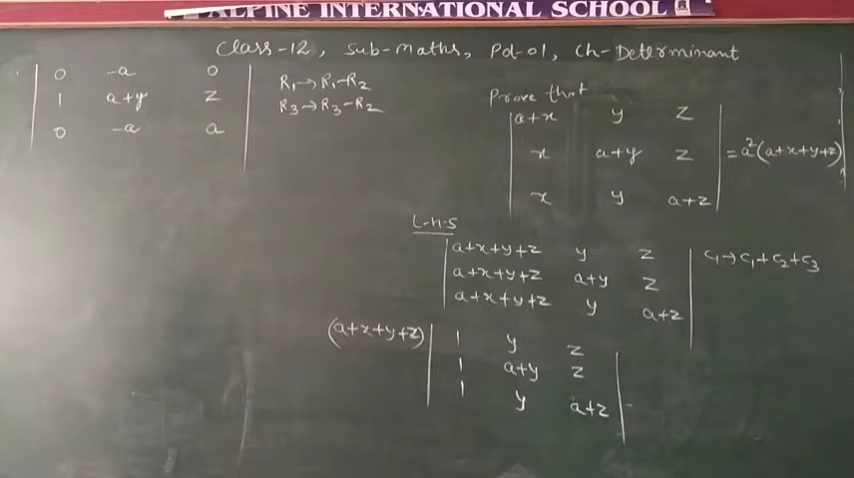 ALPINE INTERNATIONAL SCHOOL
Class-12, Sub-Maths, Pd-01, Ch-Determinant
0 -a 0
1 a+y z
0 -a a
R₁→R₁-R₂
R₃→R₃-R₂
Prove that
a+x y z
x a+y z = a²(a+x+y+z)
x y a+z
L.H.S
a+x+y+z y z C₁→C₁+C₂+C₃
a+x+y+z a+y z
a+x+y+z y a+z
(a+x+y+z) 1 y z
1 a+y z
1 y a+z